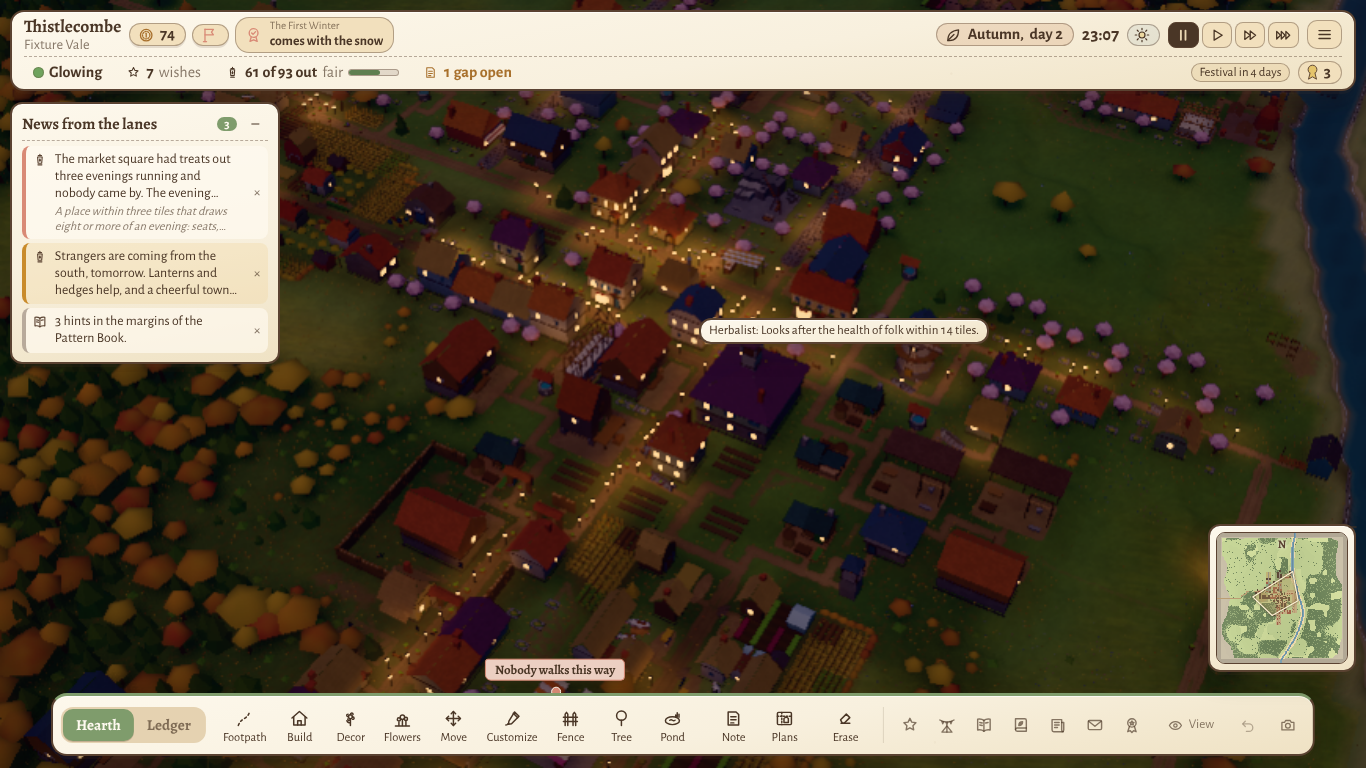 Thistlecombe
Fixture Vale
74
The First Winter
comes with the snow
Autumn, day 2
23:07
Glowing
7 wishes
61 of 93 out fair
1 gap open
Festival in 4 days
3
News from the lanes
3
The market square had treats out
three evenings running and
nobody came by. The evening...
A place within three tiles that draws
eight or more of an evening: seats,...
Strangers are coming from the
south, tomorrow. Lanterns and
hedges help, and a cheerful town...
3 hints in the margins of the
Pattern Book.
Herbalist: Looks after the health of folk within 14 tiles.
N
Nobody walks this way
Hearth
Ledger
Footpath
Build
Decor
Flowers
Move
Customize
Fence
Tree
Pond
Note
Plans
Erase
View